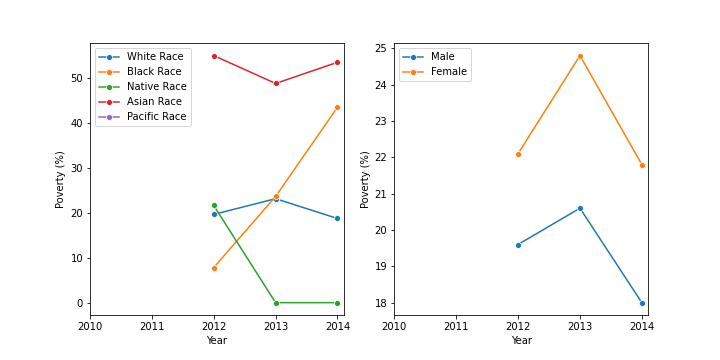 White Race
Black Race
Native Race
Asian Race
Pacific Race
Poverty (%)
50
40
30
20
10
0
2010 2011 2012 2013 2014
Year
Male
Female
Poverty (%)
25
24
23
22
21
20
19
18
2010 2011 2012 2013 2014
Year